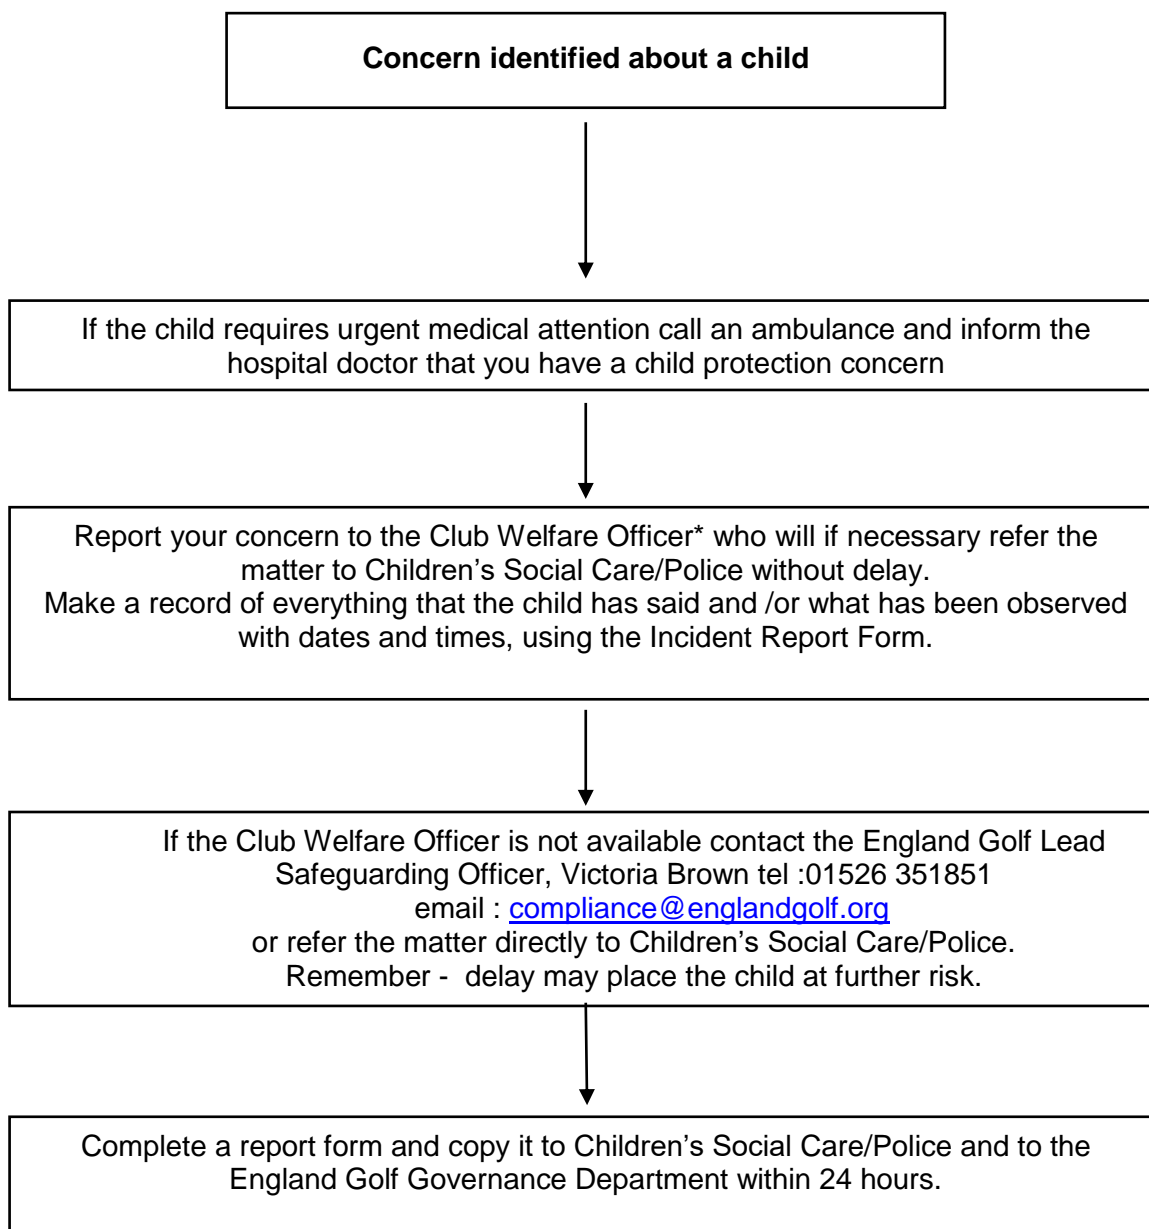 Concern identified about a child
If the child requires urgent medical attention call an ambulance and inform the
hospital doctor that you have a child protection concern
Report your concern to the Club Welfare Officer* who will if necessary refer the
matter to Children’s Social Care/Police without delay.
Make a record of everything that the child has said and /or what has been observed
with dates and times, using the Incident Report Form.
If the Club Welfare Officer is not available contact the England Golf Lead
Safeguarding Officer, Victoria Brown tel :01526 351851
email : compliance@englandgolf.org
or refer the matter directly to Children’s Social Care/Police.
Remember -  delay may place the child at further risk.
Complete a report form and copy it to Children’s Social Care/Police and to the
England Golf Governance Department within 24 hours.